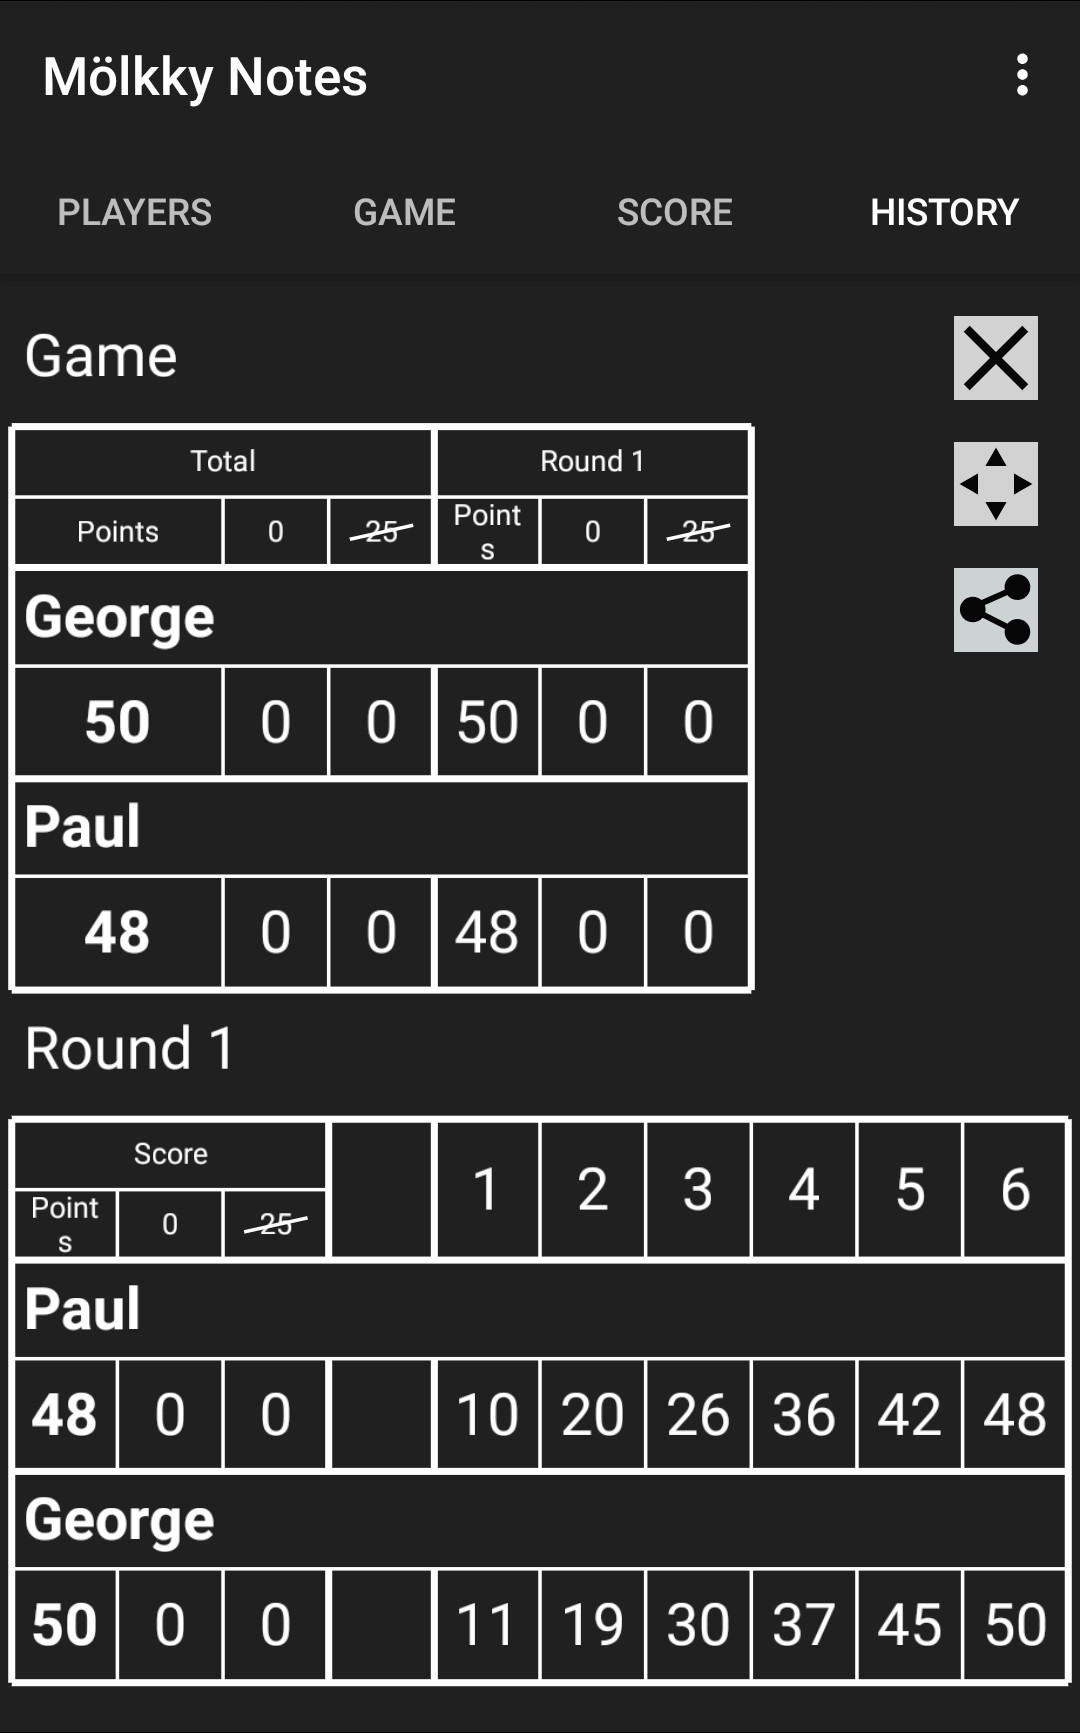 Mölkky Notes
PLAYERS GAME SCORE HISTORY
Game
Total Round 1
Points 0 25 Points 0 25
George
50 0 0 50 0 0
Paul
48 0 0 48 0 0
Round 1
Score 1 2 3 4 5 6
Points 0 25
Paul
48 0 0 10 20 26 36 42 48
George
50 0 0 11 19 30 37 45 50